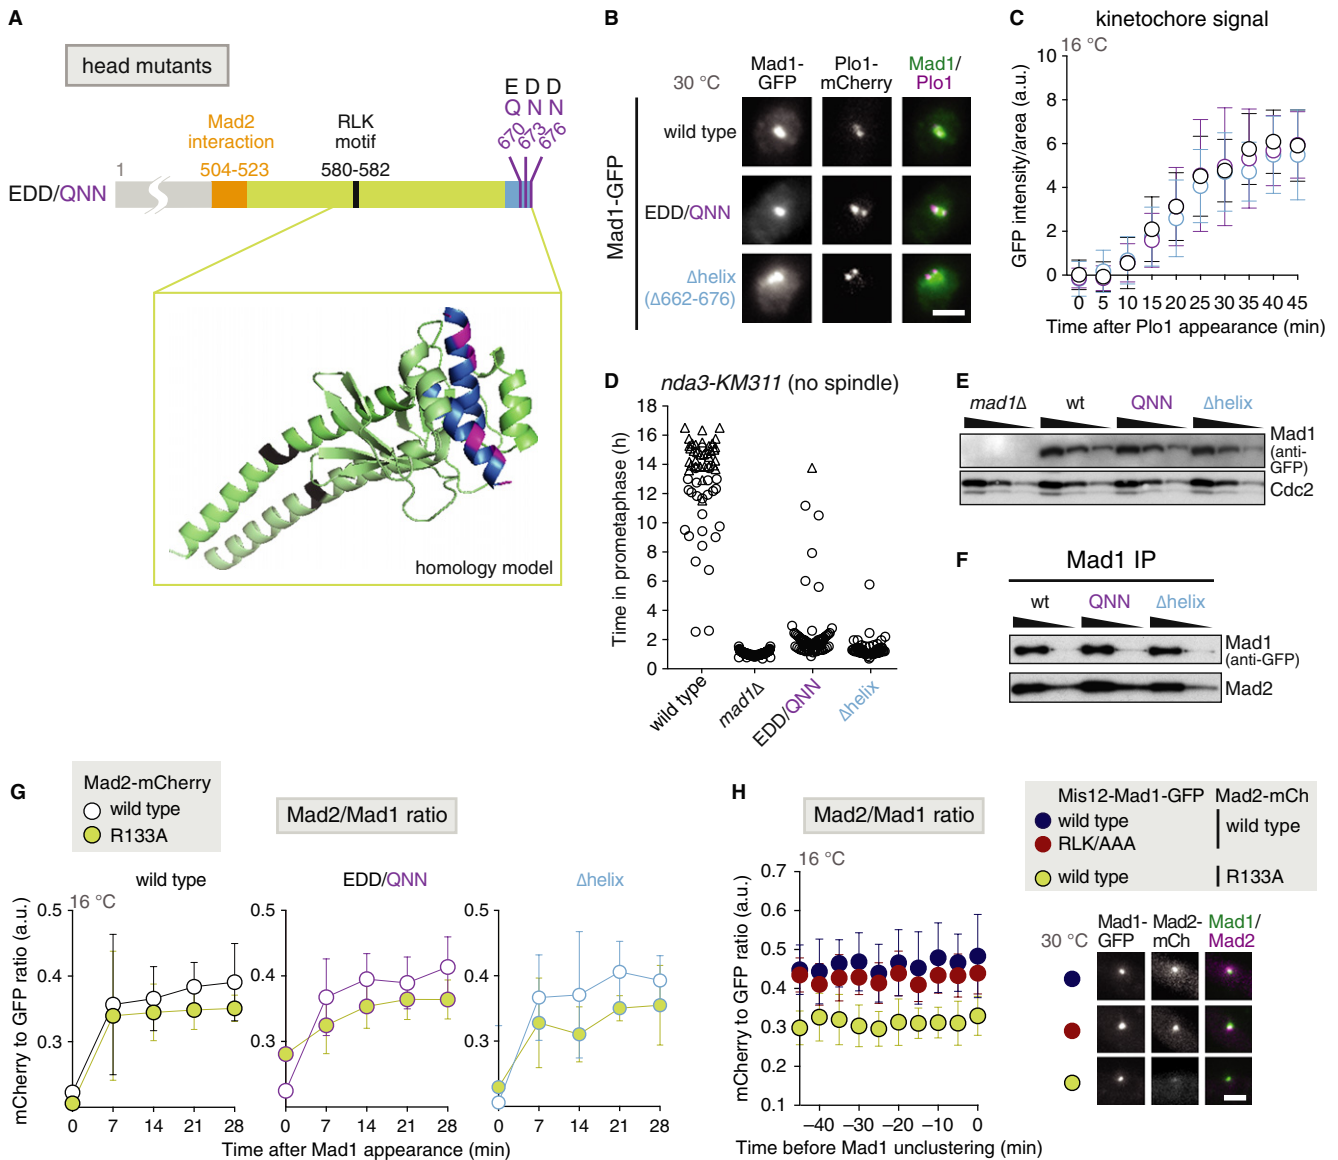 A
head mutants
E D D
Q N N
670
673
676
Mad2
interaction
504-523
RLK
motif
580-582
1
EDD/QNN
homology model
B
30 °C
Mad1-
GFP
Plo1-
mCherry
Mad1/
Plo1
Mad1-GFP
wild type
EDD/QNN
Δhelix
(Δ662-676)
C
kinetochore signal
16 °C
GFP intensity/area (a.u.)
10
8
6
4
2
0
0 5 10 15 20 25 30 35 40 45
Time after Plo1 appearance (min)
D
nda3-KM311 (no spindle)
Time in prometaphase (h)
18
16
14
12
10
8
6
4
2
0
wild type
mad1Δ
EDD/QNN
Δhelix
E
mad1Δ wt QNN Δhelix
Mad1
(anti-
GFP)
Cdc2
F
Mad1 IP
wt QNN Δhelix
Mad1
(anti-GFP)
Mad2
G
Mad2-mCherry
wild type
R133A
Mad2/Mad1 ratio
wild type
EDD/QNN
Δhelix
16 °C
mCherry to GFP ratio (a.u.)
0.5
0.4
0.3
0 7 14 21 28
0.5
0.4
0.3
0 7 14 21 28
0.5
0.4
0.3
0 7 14 21 28
Time after Mad1 appearance (min)
H
Mad2/Mad1 ratio
16 °C
mCherry to GFP ratio (a.u.)
0.7
0.6
0.5
0.4
0.3
0.2
0.1
−40 −30 −20 −10 0
Time before Mad1 unclustering (min)
Mis12-Mad1-GFP Mad2-mCh
wild type
RLK/AAA
wild type
wild type
R133A
30 °C
Mad1-
GFP
Mad2-
mCh
Mad1/
Mad2